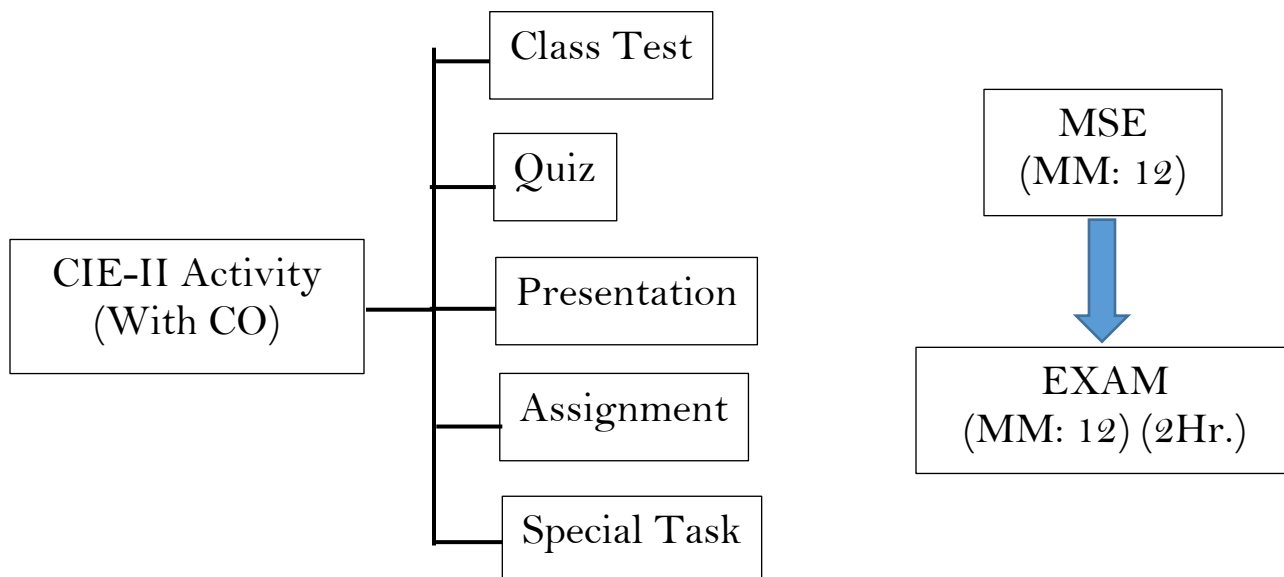 CIE-II Activity
(With CO)
Class Test
Quiz
Presentation
Assignment
Special Task
MSE
(MM: 12)
EXAM
(MM: 12) (2Hr.)